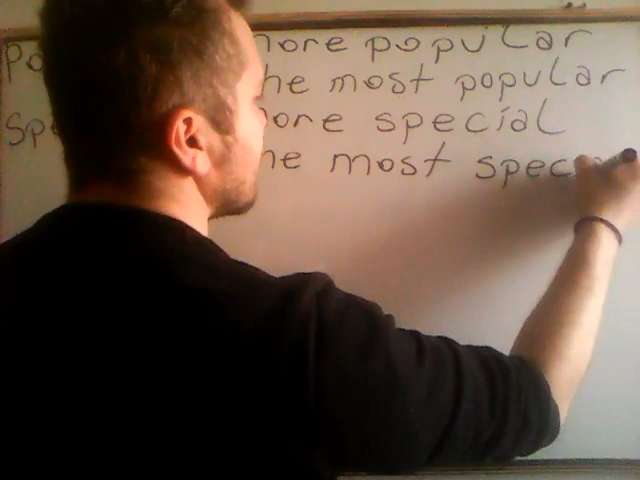 more popular
the most popular
more special
the most